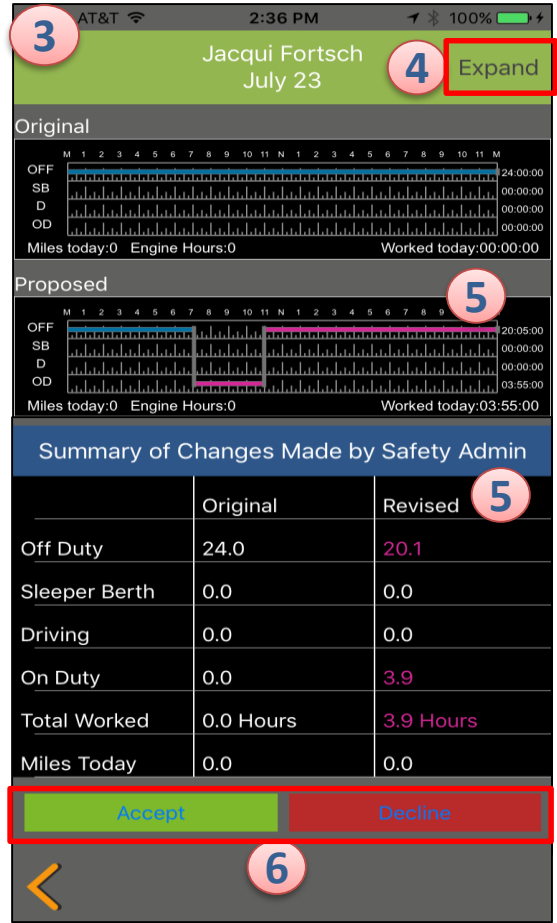 3 AT&T 2:36 PM 100%
Jacqui Fortsch
July 23
4 Expand
Original
M 1 2 3 4 5 6 7 8 9 10 11 N 1 2 3 4 5 6 7 8 9 10 11 M
OFF 24:00:00
SB 00:00:00
D 00:00:00
OD 00:00:00
Miles today:0 Engine Hours:0 Worked today:00:00:00
Proposed
5
M 1 2 3 4 5 6 7 8 9 10 11 N 1 2 3 4 5 6 7 8 9
OFF 20:05:00
SB 00:00:00
D 00:00:00
OD 03:55:00
Miles today:0 Engine Hours:0 Worked today:03:55:00
Summary of Changes Made by Safety Admin
Original Revised 5
Off Duty 24.0 20.1
Sleeper Berth 0.0 0.0
Driving 0.0 0.0
On Duty 0.0 3.9
Total Worked 0.0 Hours 3.9 Hours
Miles Today 0.0 0.0
Accept Decline
6